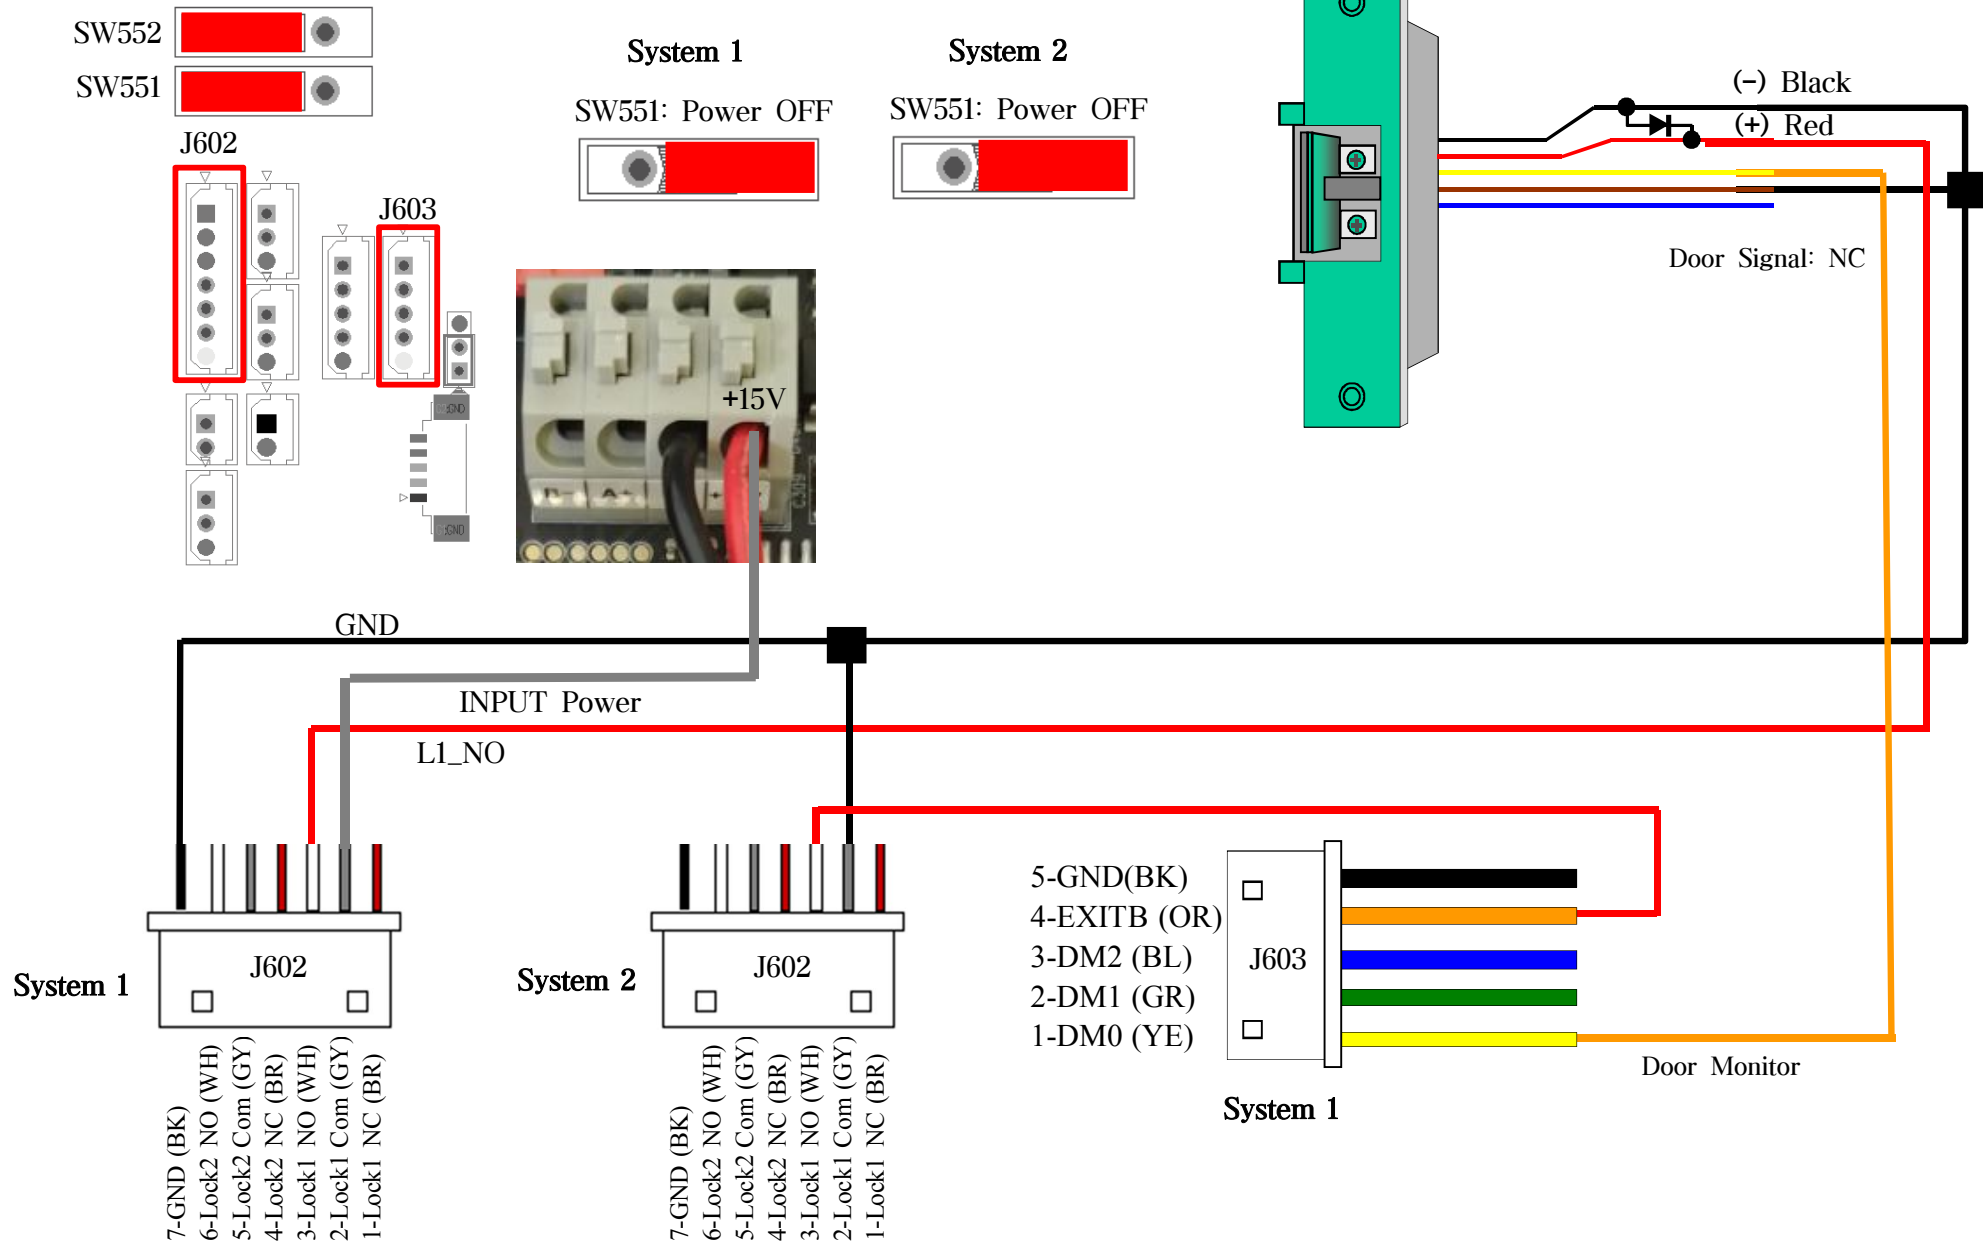 SW552
SW551
J602
J603
System 1
SW551: Power OFF
System 2
SW551: Power OFF
(-) Black
(+) Red
Door Signal: NC
+15V
A+
GND
GND
GND
INPUT Power
L1_NO
System 1
J602
7-GND (BK)
6-Lock2 NO (WH)
5-Lock2 Com (GY)
4-Lock2 NC (BR)
3-Lock1 NO (WH)
2-Lock1 Com (GY)
1-Lock1 NC (BR)
System 2
J602
7-GND (BK)
6-Lock2 NO (WH)
5-Lock2 Com (GY)
4-Lock2 NC (BR)
3-Lock1 NO (WH)
2-Lock1 Com (GY)
1-Lock1 NC (BR)
5-GND(BK)
4-EXITB (OR)
3-DM2 (BL)
2-DM1 (GR)
1-DM0 (YE)
J603
System 1
Door Monitor